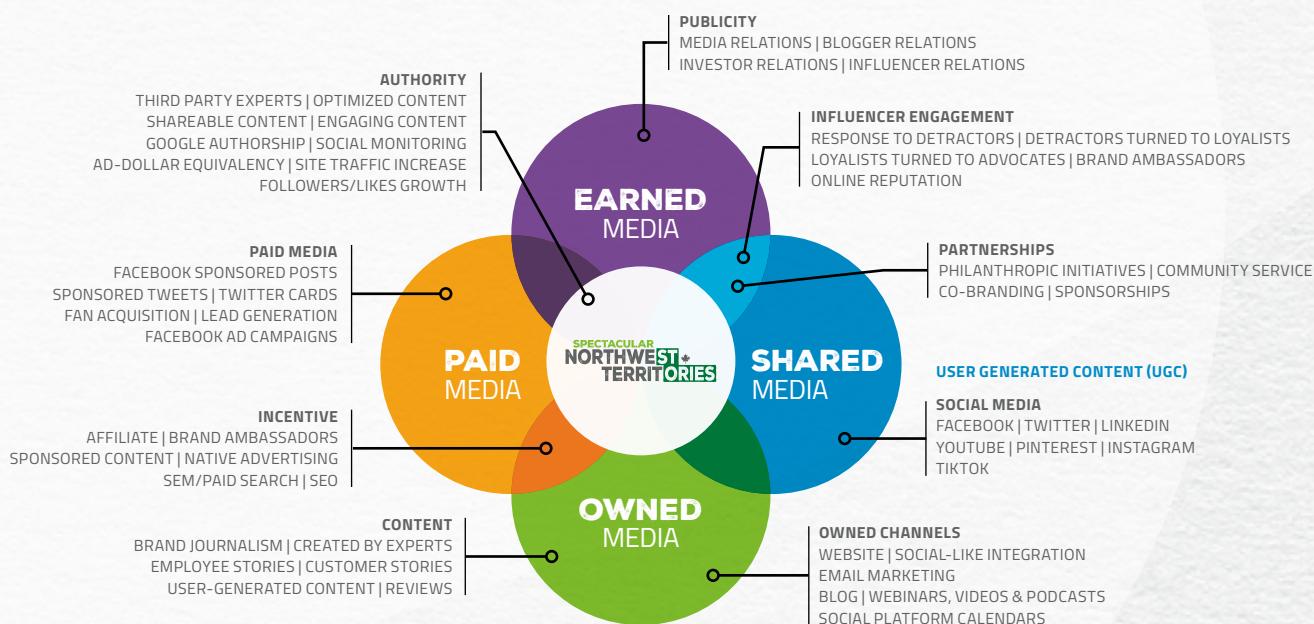 PUBLICITY
MEDIA RELATIONS | BLOGGER RELATIONS
INVESTOR RELATIONS | INFLUENCER RELATIONS
AUTHORITY
THIRD PARTY EXPERTS | OPTIMIZED CONTENT
SHAREABLE CONTENT | ENGAGING CONTENT
GOOGLE AUTHORSHIP | SOCIAL MONITORING
AD-DOLLAR EQUIVALENCY | SITE TRAFFIC INCREASE
FOLLOWERS/LIKES GROWTH
INFLUENCER ENGAGEMENT
RESPONSE TO DETRACTORS | DETRACTORS TURNED TO LOYALISTS
LOYALISTS TURNED TO ADVOCATES | BRAND AMBASSADORS
ONLINE REPUTATION
EARNED
MEDIA
PAID MEDIA
FACEBOOK SPONSORED POSTS
SPONSORED TWEETS | TWITTER CARDS
FAN ACQUISITION | LEAD GENERATION
FACEBOOK AD CAMPAIGNS
PARTNERSHIPS
PHILANTHROPIC INITIATIVES | COMMUNITY SERVICE
CO-BRANDING | SPONSORSHIPS
PAID
MEDIA
SPECTACULAR
NORTHWEST
TERRITORIES
SHARED
MEDIA
USER GENERATED CONTENT (UGC)
SOCIAL MEDIA
FACEBOOK | TWITTER | LINKEDIN
YOUTUBE | PINTEREST | INSTAGRAM
TIKTOK
INCENTIVE
AFFILIATE | BRAND AMBASSADORS
SPONSORED CONTENT | NATIVE ADVERTISING
SEM/PAID SEARCH | SEO
OWNED
MEDIA
CONTENT
BRAND JOURNALISM | CREATED BY EXPERTS
EMPLOYEE STORIES | CUSTOMER STORIES
USER-GENERATED CONTENT | REVIEWS
OWNED CHANNELS
WEBSITE | SOCIAL-LIKE INTEGRATION
EMAIL MARKETING
BLOG | WEBINARS, VIDEOS & PODCASTS
SOCIAL PLATFORM CALENDARS